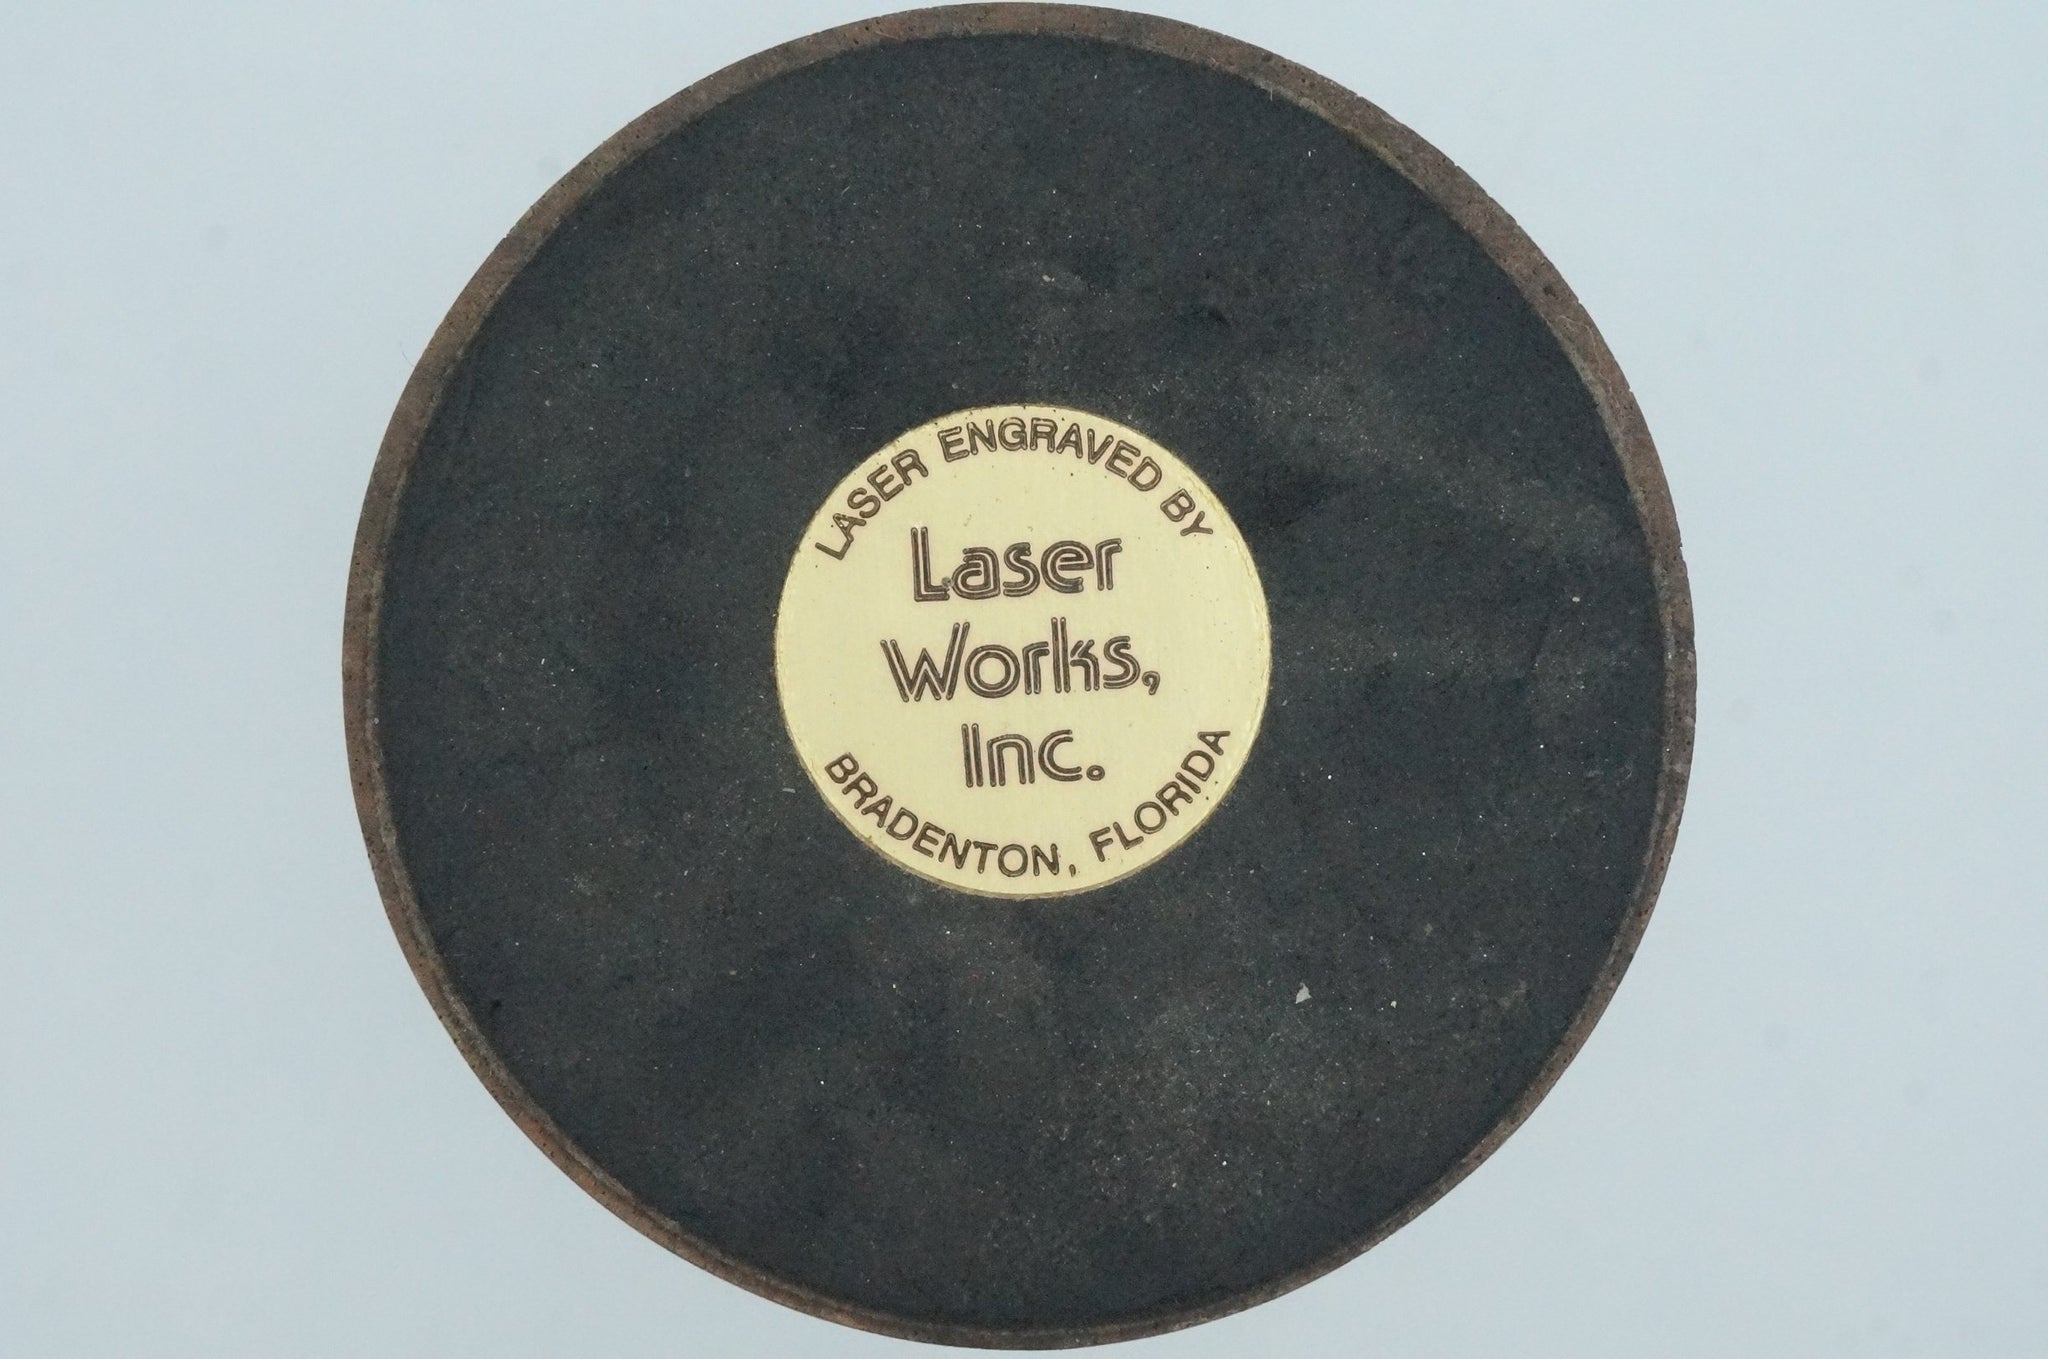 LASER ENGRAVED BY
Laser
Works,
Inc.
BRADENTON, FLORIDA